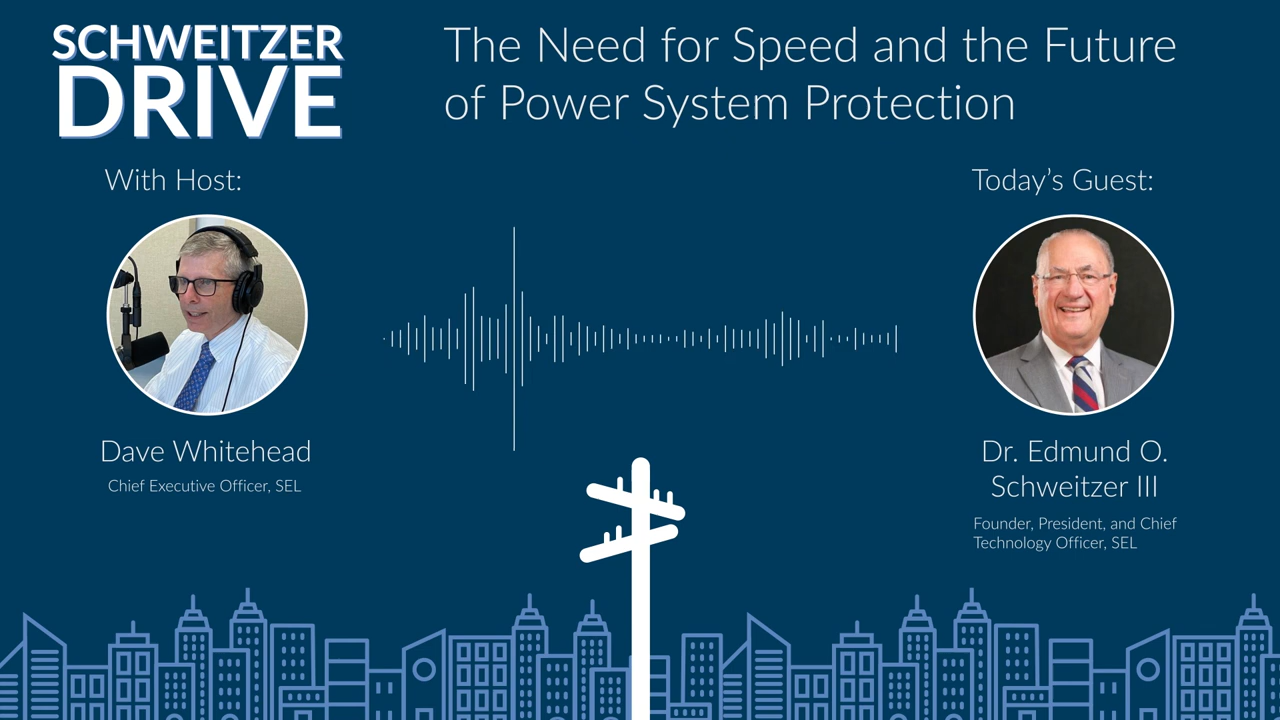 SCHWEITZER
DRIVE
The Need for Speed and the Future
of Power System Protection
With Host:
Dave Whitehead
Chief Executive Officer, SEL
Today's Guest:
Dr. Edmund O.
Schweitzer III
Founder, President, and Chief
Technology Officer, SEL